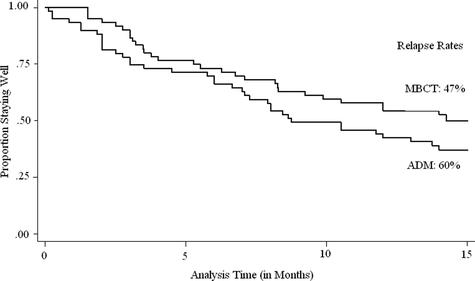 1.00
Relapse Rates
.75
MBCT: 47%
Proportion Staying Well
.50
ADM: 60%
.25
.00
0 5 10 15
Analysis Time (in Months)